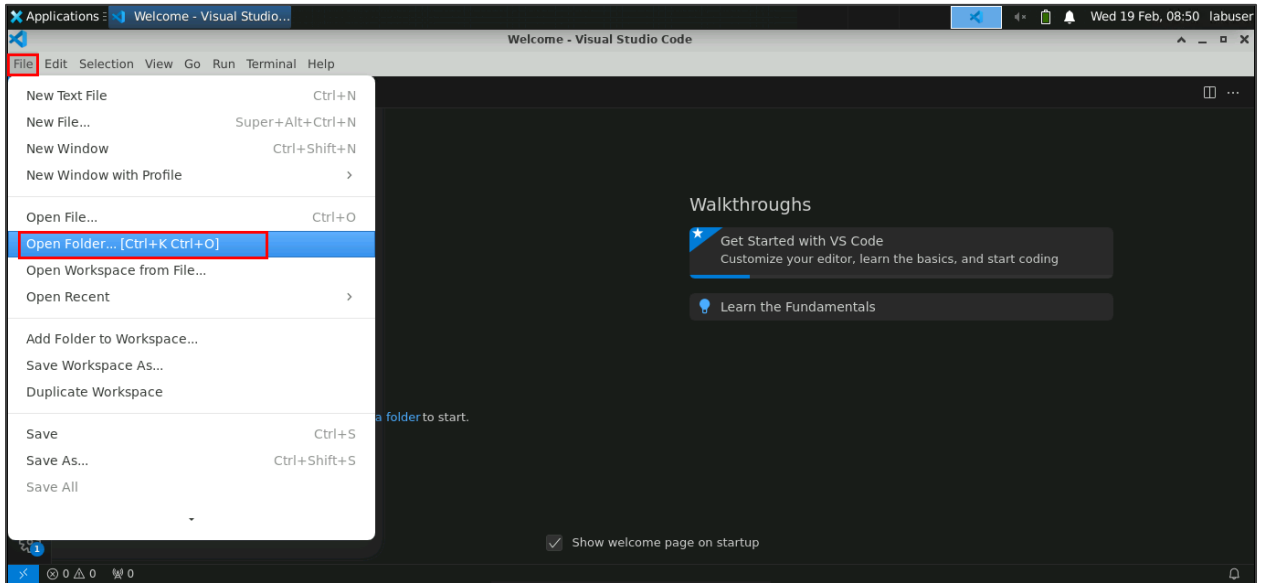 Applications Welcome - Visual Studio... Wed 19 Feb, 08:50 labuser
Welcome - Visual Studio Code
File Edit Selection View Go Run Terminal Help
New Text File Ctrl+N
New File... Super+Alt+Ctrl+N
New Window Ctrl+Shift+N
New Window with Profile
Open File... Ctrl+O
Open Folder... [Ctrl+K Ctrl+O]
Open Workspace from File...
Open Recent
Add Folder to Workspace...
Save Workspace As...
Duplicate Workspace
Save Ctrl+S
Save As... Ctrl+Shift+S
Save All
Walkthroughs
Get Started with VS Code
Customize your editor, learn the basics, and start coding
Learn the Fundamentals
a folder to start.
Show welcome page on startup
1
0 0 0